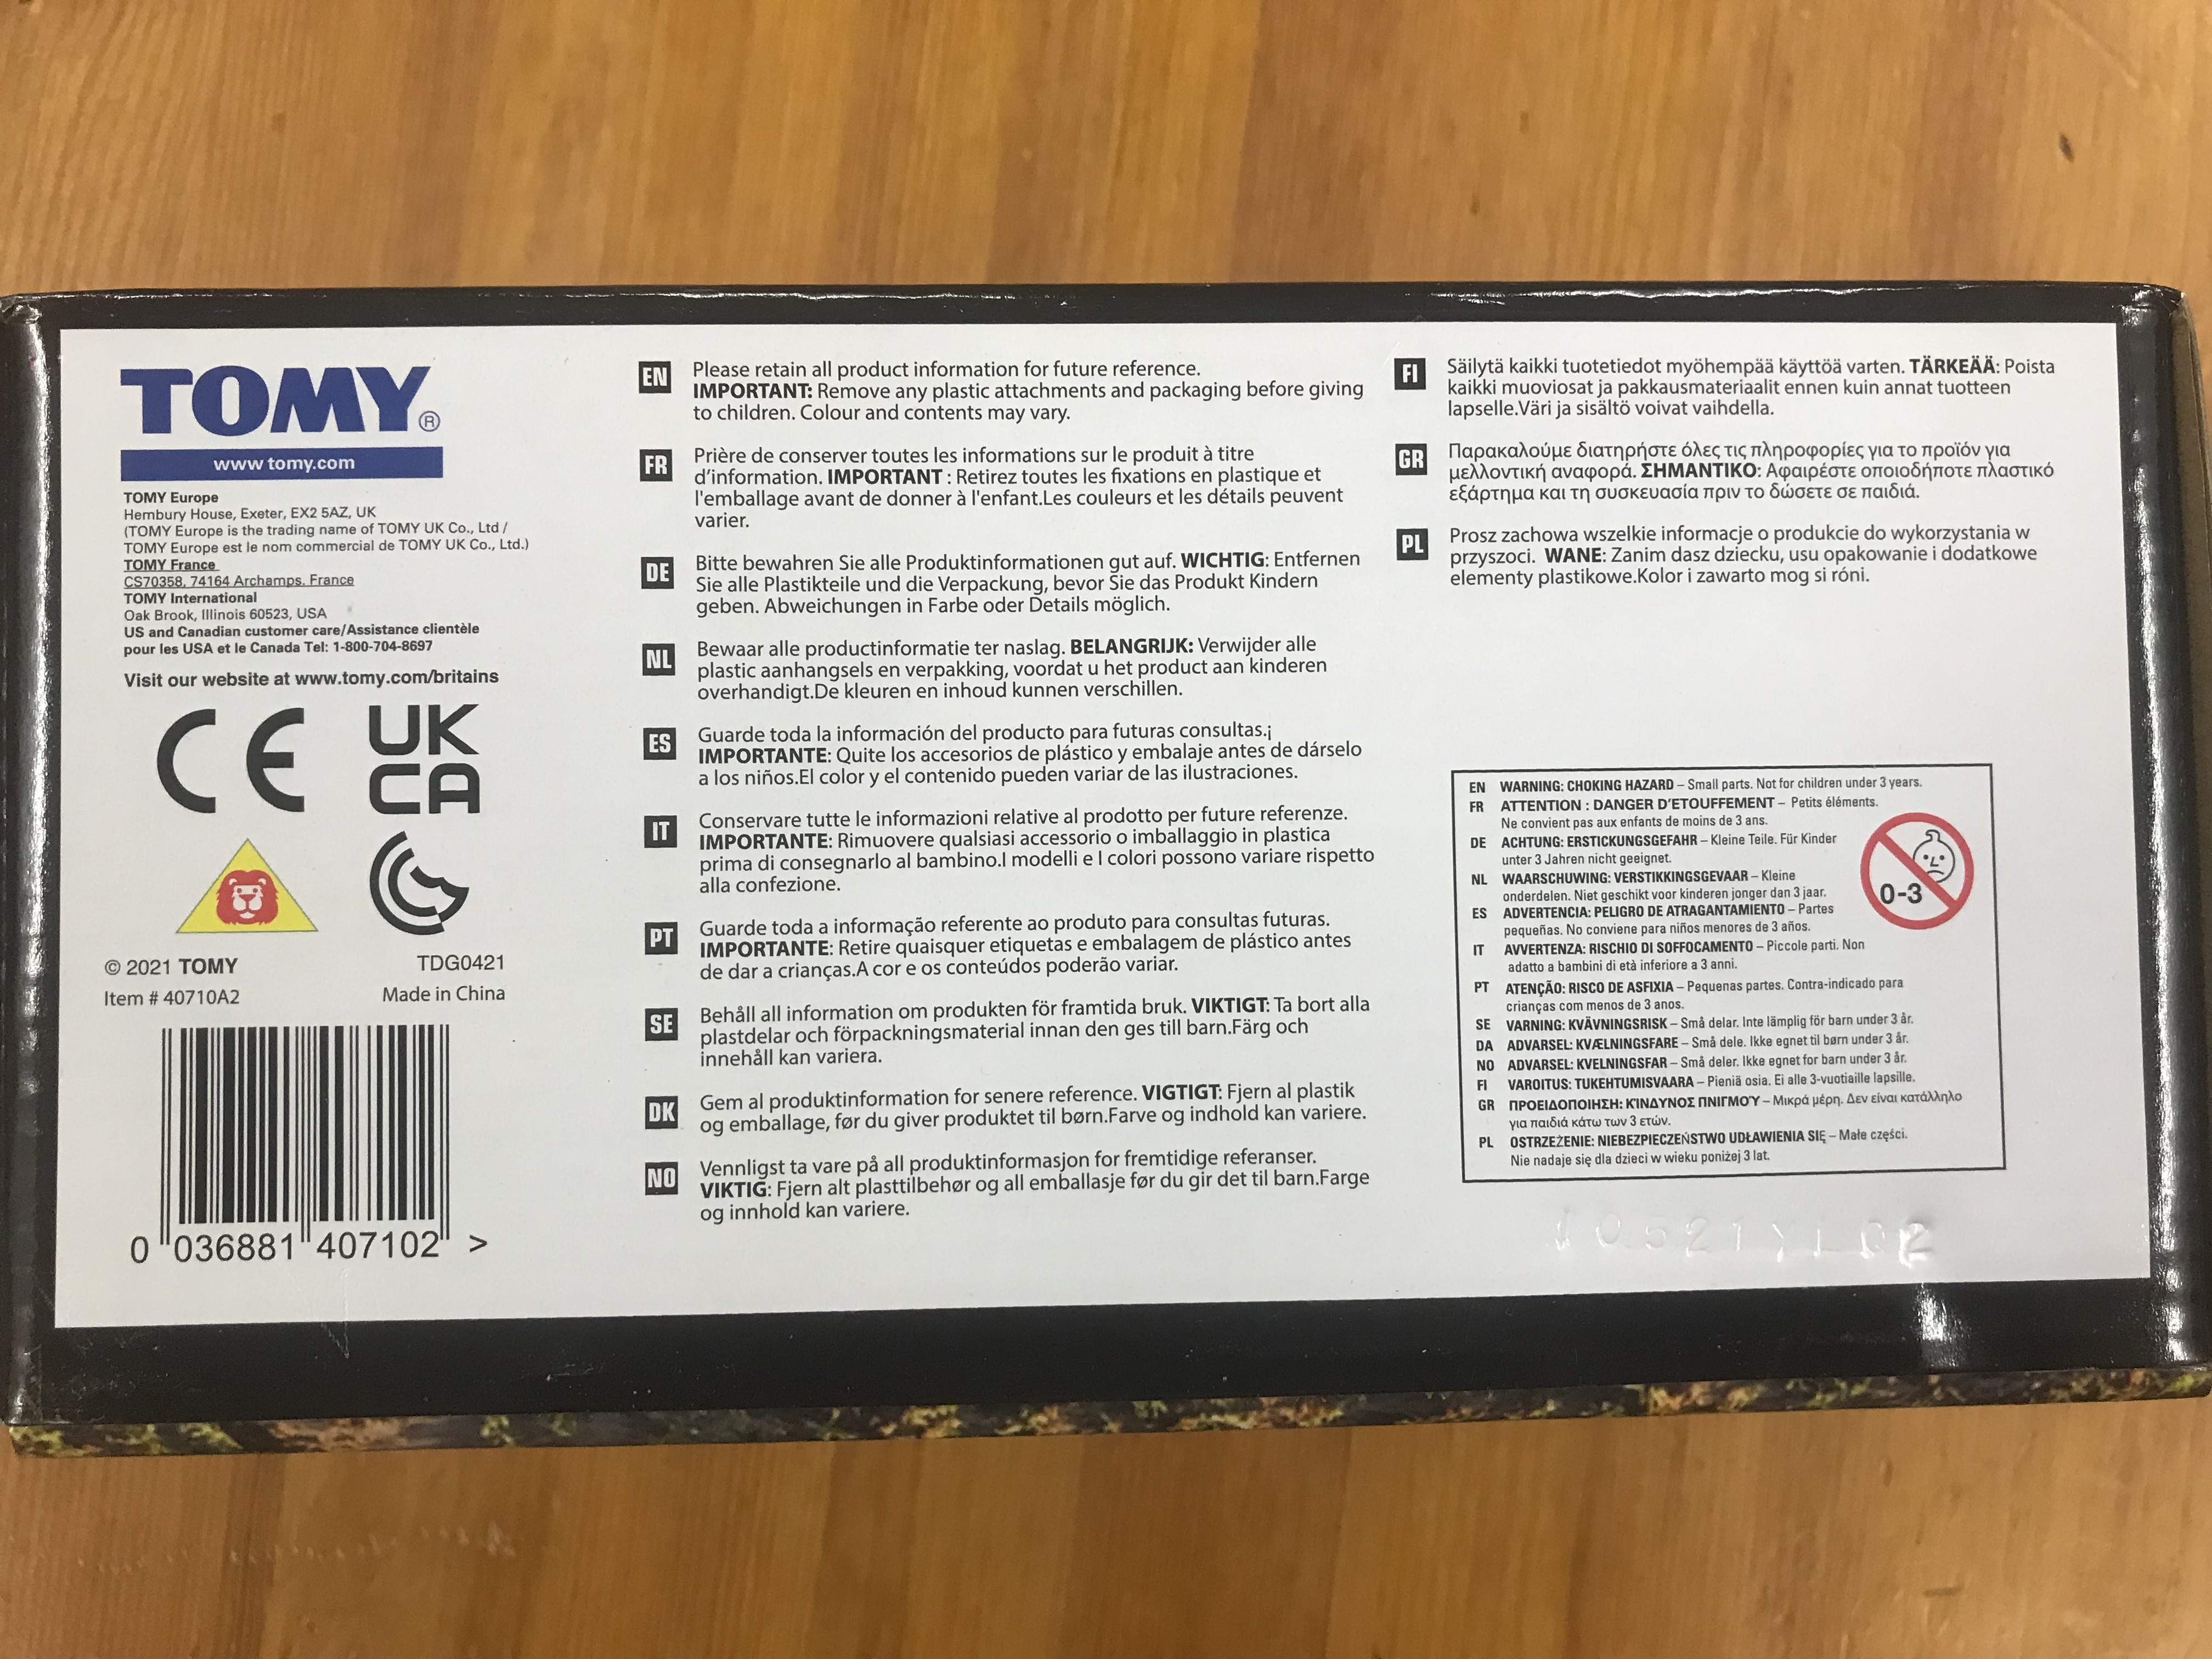 TOMY®
www tomy.com
TOMY Europe
Hembury House, Exeter, EX2 5AZ, UK
(TOMY Europe is the trading name of TOMY UK Co., Ltd /
TOMY Europe est le nom commercial de TOMY UK Co., Ltd.)
TOMY France
CS70358, 74164 Archamps. France
TOMY International
Oak Brook, Illinois 60523, USA
US and Canadian customer care/Assistance clientèle
pour les USA et le Canada Tel: 1-800-704-8697
Visit our website at www.tomy.com/britains
CE
UK
CA
© 2021 TOMY
TDG0421
Item # 40710A2
Made in China
0 036881 407102 >
EN Please retain all product information for future reference.
IMPORTANT: Remove any plastic attachments and packaging before giving
to children. Colour and contents may vary.
FR Prière de conserver toutes les informations sur le produit à titre
d'information. IMPORTANT : Retirez toutes les fixations en plastique et
l'emballage avant de donner à l'enfant.Les couleurs et les détails peuvent
varier.
DE Bitte bewahren Sie alle Produktinformationen gut auf. WICHTIG: Entfernen
Sie alle Plastikteile und die Verpackung, bevor Sie das Produkt Kindern
geben. Abweichungen in Farbe oder Details möglich.
NL Bewaar alle productinformatie ter naslag. BELANGRIJK: Verwijder alle
plastic aanhangsels en verpakking, voordat u het product aan kinderen
overhandigt.De kleuren en inhoud kunnen verschillen.
ES Guarde toda la información del producto para futuras consultas.¡
IMPORTANTE: Quite los accesorios de plástico y embalaje antes de dárselo
a los niños.El color y el contenido pueden variar de las ilustraciones.
IT Conservare tutte le informazioni relative al prodotto per future referenze.
IMPORTANTE: Rimuovere qualsiasi accessorio o imballaggio in plastica
prima di consegnarlo al bambino.I modelli e I colori possono variare rispetto
alla confezione.
PT Guarde toda a informação referente ao produto para consultas futuras.
IMPORTANTE: Retire quaisquer etiquetas e embalagem de plástico antes
de dar a crianças.A cor e os conteúdos poderão variar.
SE Behåll all information om produkten för framtida bruk. VIKTIGT: Ta bort alla
plastdelar och förpackningsmaterial innan den ges till barn.Färg och
innehåll kan variera.
DK Gem al produktinformation for senere reference. VIGTIGT: Fjern al plastik
og emballage, før du giver produktet til børn.Farve og indhold kan variere.
NO Vennligst ta vare på all produktinformasjon for fremtidige referanser.
VIKTIG: Fjern alt plasttilbehør og all emballasje før du gir det til barn.Farge
og innhold kan variere.
FI Säilytä kaikki tuotetiedot myöhempää käyttöä varten. TÄRKEÄÄ: Poista
kaikki muoviosat ja pakkausmateriaalit ennen kuin annat tuotteen
lapselle.Väri ja sisältö voivat vaihdella.
GR Παρακαλούμε διατηρήστε όλες τις πληροφορίες για το προϊόν για
μελλοντική αναφορά. ΣΗΜΑΝΤΙΚΟ: Αφαιρέστε οποιοδήποτε πλαστικό
εξάρτημα και τη συσκευασία πριν το δώσετε σε παιδιά.
PL Prosz zachowa wszelkie informacje o produkcie do wykorzystania w
przyszoci. WANE: Zanim dasz dziecku, usu opakowanie i dodatkowe
elementy plastikowe.Kolor i zawarto mog si róni.
EN WARNING: CHOKING HAZARD – Small parts. Not for children under 3 years.
FR ATTENTION : DANGER D'ETOUFFEMENT – Petits éléments.
Ne convient pas aux enfants de moins de 3 ans.
DE ACHTUNG: ERSTICKUNGSGEFAHR – Kleine Teile. Für Kinder
unter 3 Jahren nicht geeignet.
NL WAARSCHUWING: VERSTIKKINGSGEVAAR – Kleine
onderdelen. Niet geschikt voor kinderen jonger dan 3 jaar.
ES ADVERTENCIA: PELIGRO DE ATRAGANTAMIENTO – Partes
pequeñas. No conviene para niños menores de 3 años.
IT AVVERTENZA: RISCHIO DI SOFFOCAMENTO – Piccole parti. Non
adatto a bambini di età inferiore a 3 anni.
PT ATENÇÃO: RISCO DE ASFIXIA – Pequenas partes. Contra-indicado para
crianças com menos de 3 anos.
SE VARNING: KVÄVNINGSRISK – Små delar. Inte lämplig för barn under 3 år.
DA ADVARSEL: KVÆLNINGSFARE – Små dele. Ikke egnet til børn under 3 år.
NO ADVARSEL: KVELNINGSFAR – Små deler. Ikke egnet for barn under 3 år.
FI VAROITUS: TUKEHTUMISVAARA – Pieniä osia. Ei alle 3-vuotiaille lapsille.
GR ΠΡΟΕΙΔΟΠΟΙΗΣΗ: ΚΊΝΔΥΝΟΣ ΠΝΙΓΜΟΎ – Μικρά μέρη. Δεν είναι κατάλληλο
για παιδιά κάτω των 3 ετών.
PL OSTRZEŻENIE: NIEBEZPIECZEŃSTWO UDŁAWIENIA SIĘ – Małe części.
Nie nadaje się dla dzieci w wieku poniżej 3 lat.
0-3